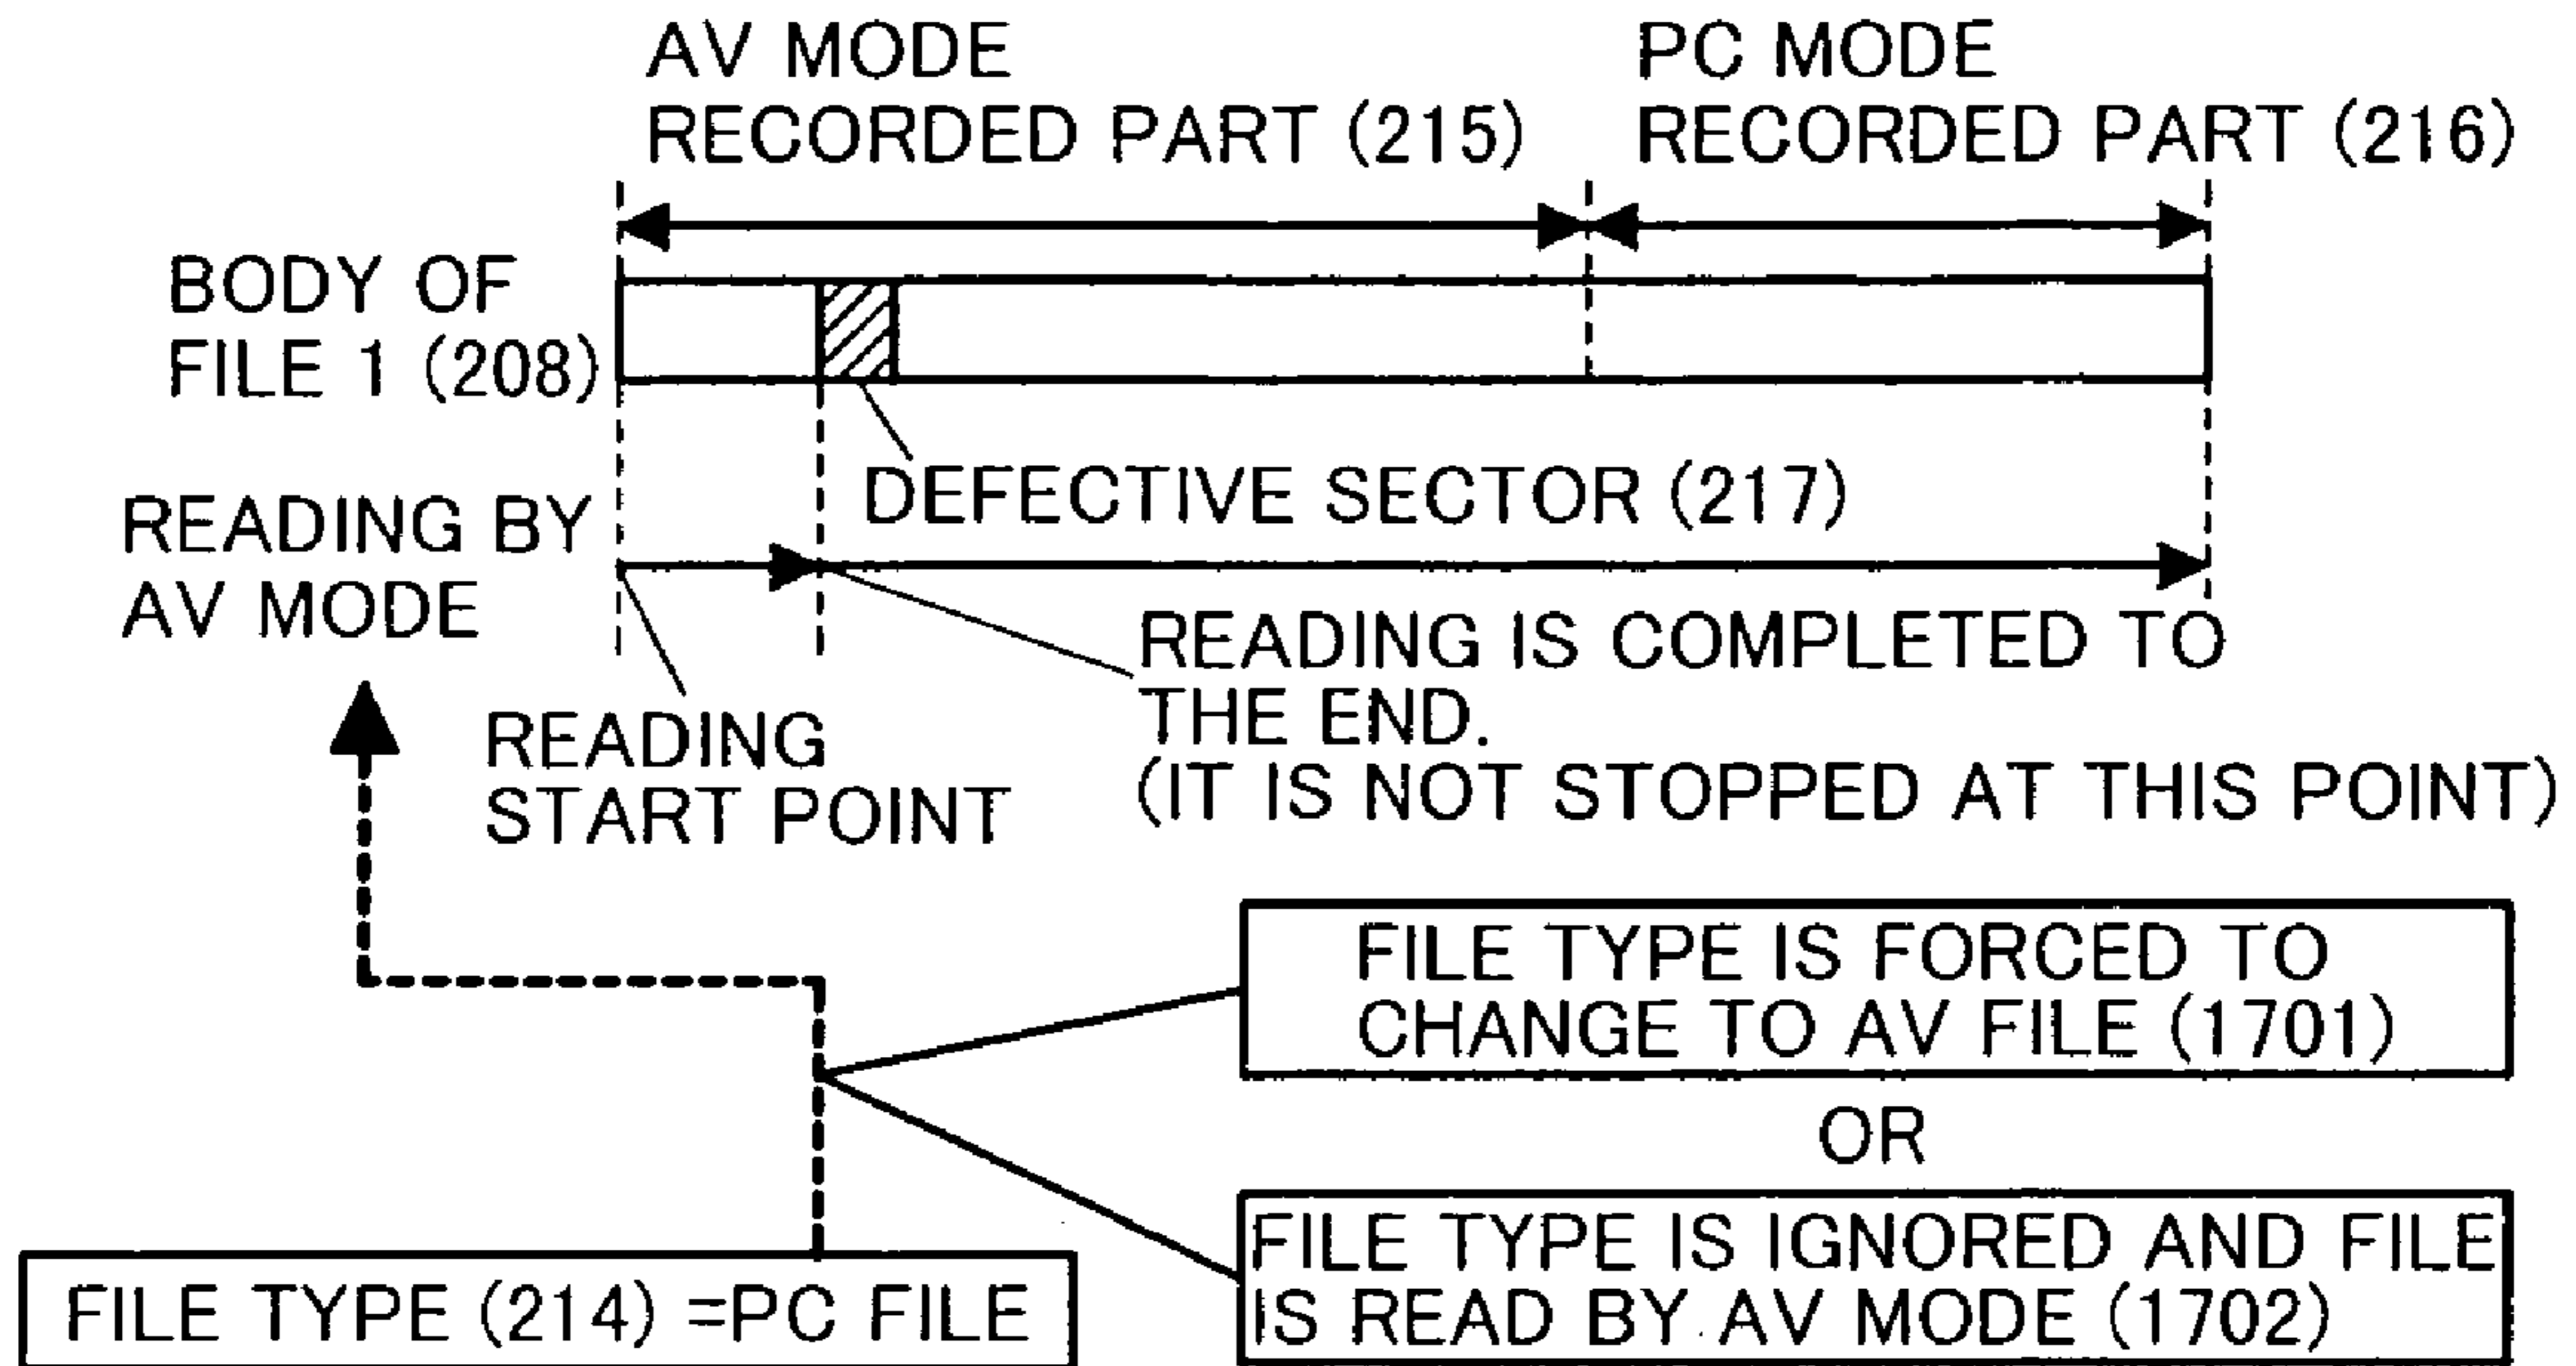 AV MODE
RECORDED PART (215)
PC MODE
RECORDED PART (216)
BODY OF
FILE 1 (208)
DEFECTIVE SECTOR (217)
READING BY
AV MODE
READING IS COMPLETED TO
THE END.
(IT IS NOT STOPPED AT THIS POINT)
READING
START POINT
FILE TYPE IS FORCED TO
CHANGE TO AV FILE (1701)
OR
FILE TYPE IS IGNORED AND FILE
IS READ BY AV MODE (1702)
FILE TYPE (214) =PC FILE